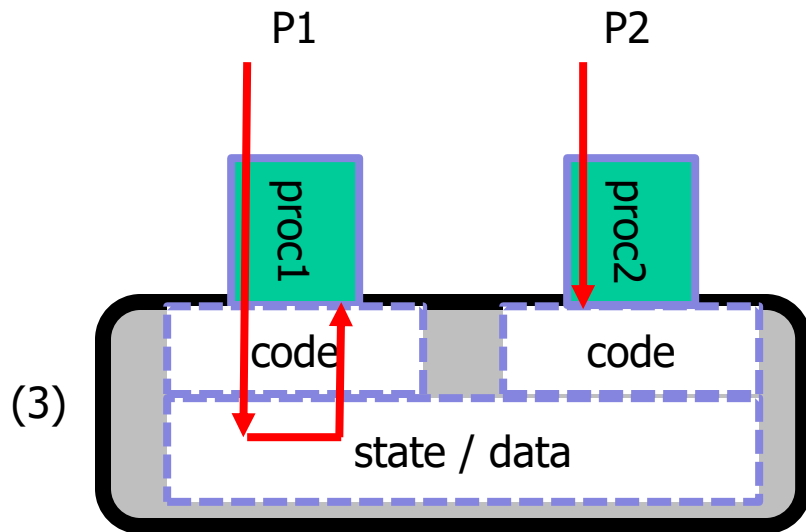 P1 P2
proc1 proc2
code code
(3)
state / data